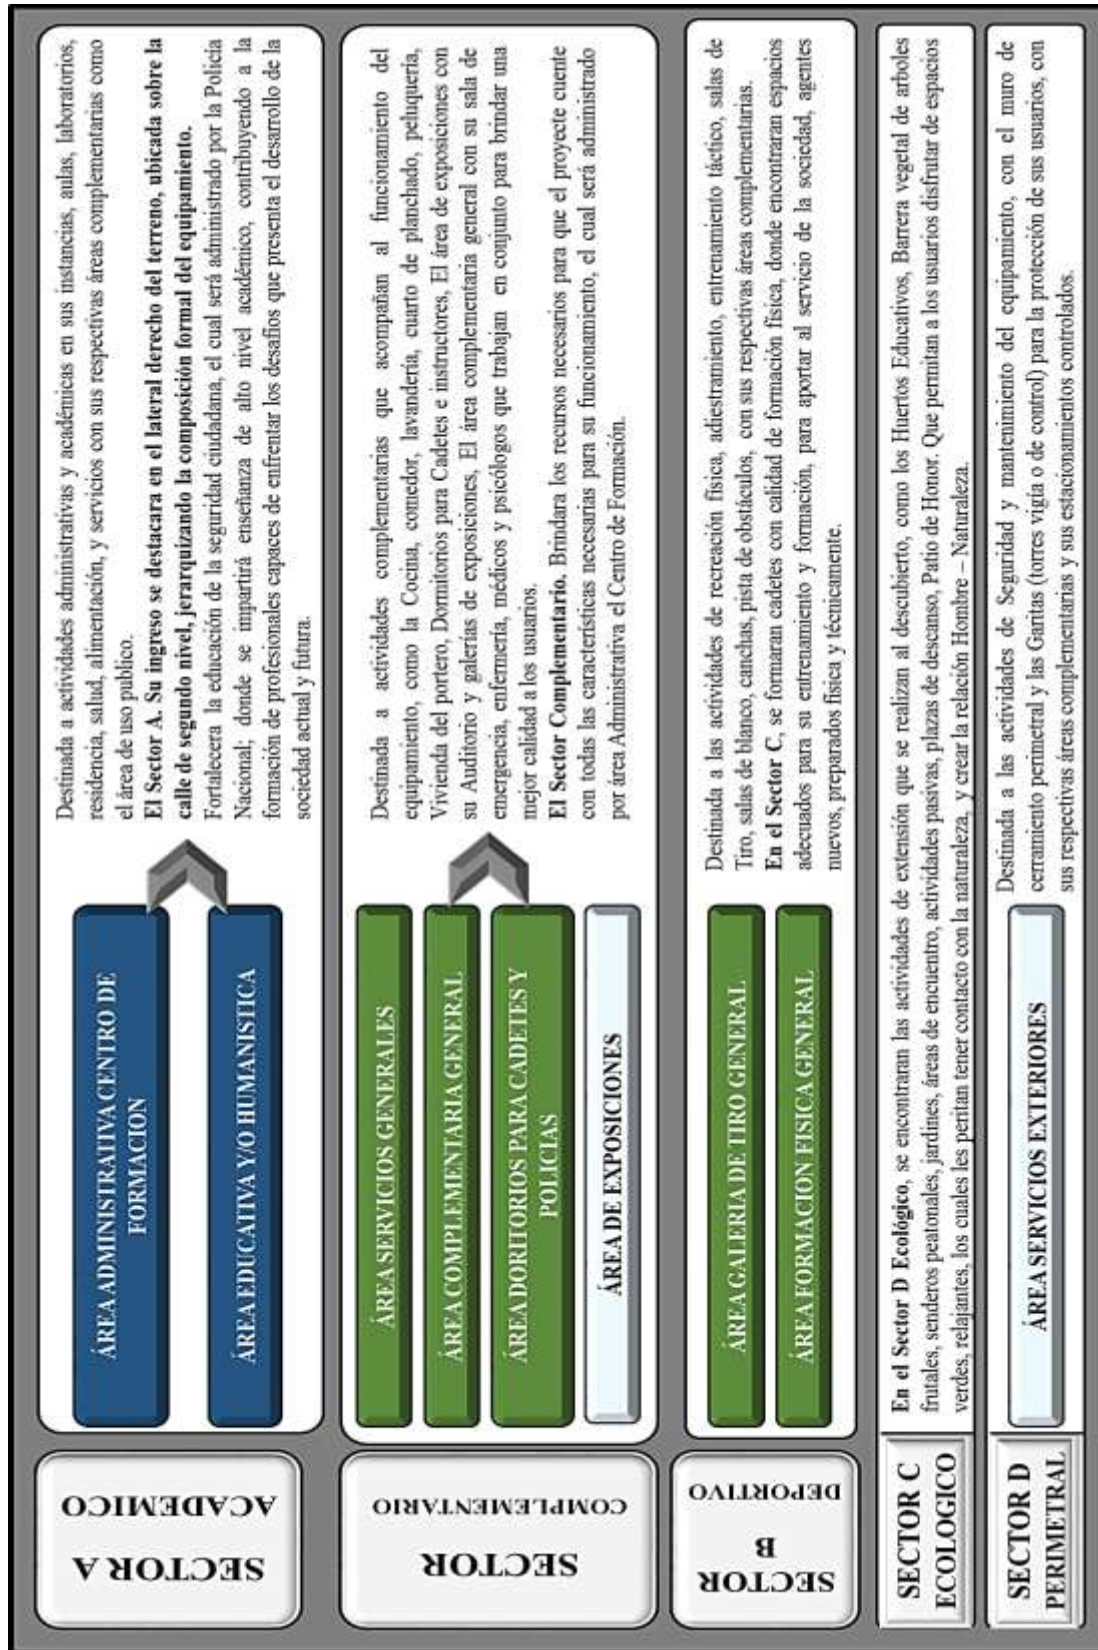 SECTOR A
ACADEMICO
ÁREA ADMINISTRATIVA CENTRO DE
FORMACION
ÁREA EDUCATIVA Y/O HUMANISTICA
Destinada a actividades administrativas y académicas en sus instancias, aulas, laboratorios,
residencia, salud, alimentación, y servicios con sus respectivas áreas complementarias como
el área de uso publico.
El Sector A. Su ingreso se destacara en el lateral derecho del terreno, ubicada sobre la
calle de segundo nivel, jerarquizando la composición formal del equipamiento.
Fortalecera la educación de la seguridad ciudadana, el cual será administrado por la Policía
Nacional; donde se impartirá enseñanza de alto nivel académico, contribuyendo a la
formación de profesionales capaces de enfrentar los desafíos que presenta el desarrollo de la
sociedad actual y futura.
SECTOR
COMPLEMENTARIO
ÁREA SERVICIOS GENERALES
ÁREA COMPLEMENTARIA GENERAL
ÁREA DORITORIOS PARA CADETES Y
POLICIAS
ÁREA DE EXPOSICIONES
Destinada a actividades complementarias que acompañan al funcionamiento del
equipamiento, como la Cocina, comedor, lavandería, cuarto de planchado, peluquería,
Vivienda del portero, Dormitorios para Cadetes e instructores, El área de exposiciones con
su Auditorio y galerías de exposiciones, El área complementaria general con su sala de
emergencia, enfermería, médicos y psicólogos que trabajan en conjunto para brindar una
mejor calidad a los usuarios.
El Sector Complementario. Brindara los recursos necesarios para que el proyecte cuente
con todas las características necesarias para su funcionamiento, el cual será administrado
por área Administrativa el Centro de Formación.
SECTOR
B
DEPORTIVO
ÁREA GALERIA DE TIRO GENERAL
ÁREA FORMACION FISICA GENERAL
Destinada a las actividades de recreación física, adiestramiento, entrenamiento táctico, salas de
Tiro, salas de blanco, canchas, pista de obstáculos, con sus respectivas áreas complementarias.
En el Sector C, se formaran cadetes con calidad de formación física, donde encontraran espacios
adecuados para su entrenamiento y formación, para aportar al servicio de la sociedad, agentes
nuevos, preparados física y técnicamente.
SECTOR C
ECOLOGICO
En el Sector D Ecológico, se encontraran las actividades de extensión que se realizan al descubierto, como los Huertos Educativos, Barrera vegetal de arboles
frutales, senderos peatonales, jardines, áreas de encuentro, actividades pasivas, plazas de descanso, Patio de Honor. Que permitan a los usuarios disfrutar de espacios
verdes, relajantes, los cuales les peritan tener contacto con la naturaleza, y crear la relación Hombre – Naturaleza.
SECTOR D
PERIMETRAL
ÁREA SERVICIOS EXTERIORES
Destinada a las actividades de Seguridad y mantenimiento del equipamiento, con el muro de
cerramiento perimetral y las Garitas (torres vigía o de control) para la protección de sus usuarios, con
sus respectivas áreas complementarias y sus estacionamientos controlados.